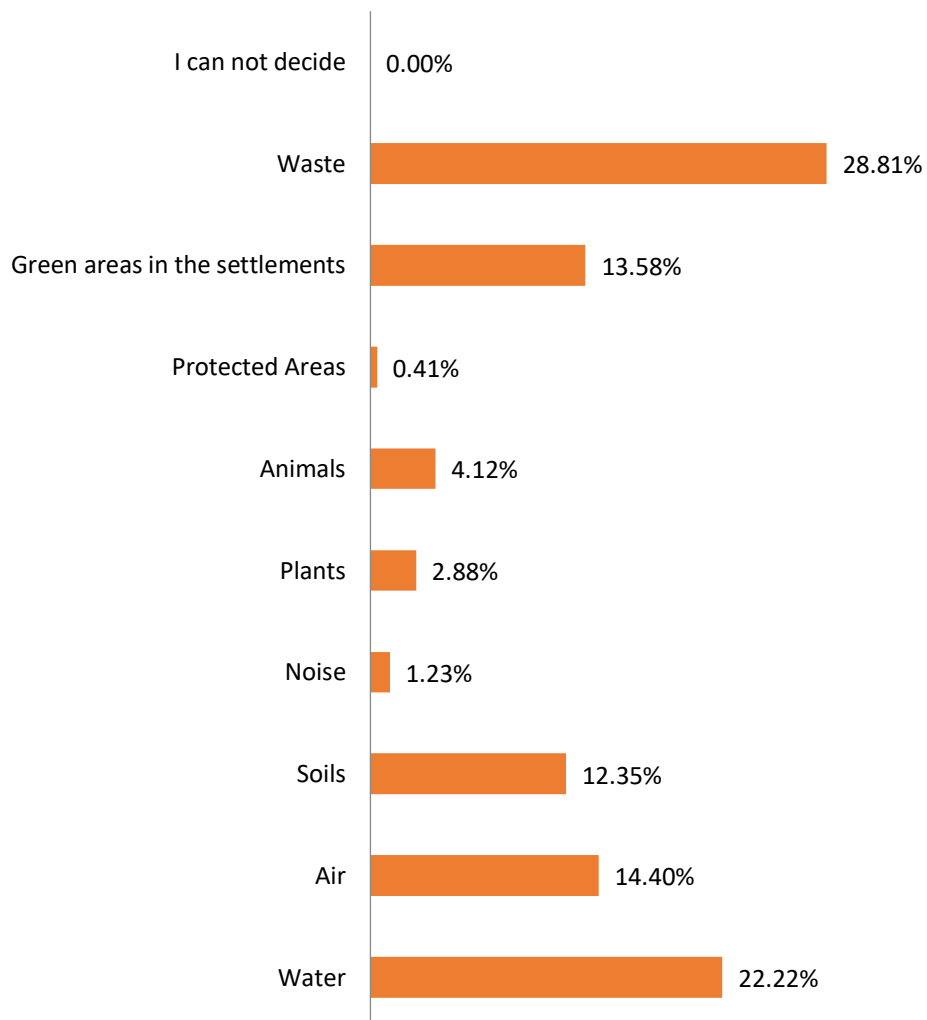 I can not decide 0.00%
Waste 28.81%
Green areas in the settlements 13.58%
Protected Areas 0.41%
Animals 4.12%
Plants 2.88%
Noise 1.23%
Soils 12.35%
Air 14.40%
Water 22.22%